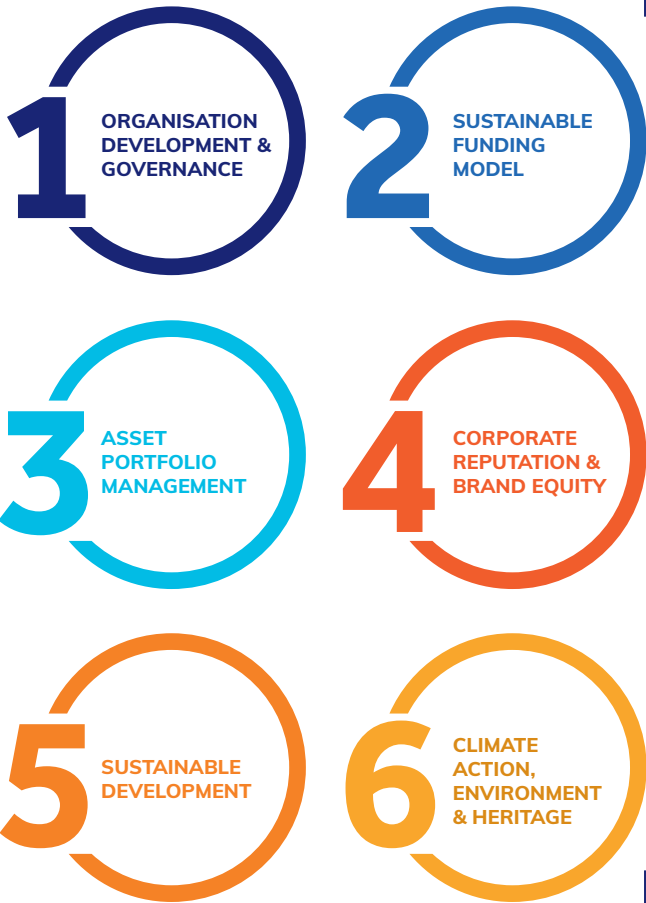 1
ORGANISATION
DEVELOPMENT &
GOVERNANCE
2
SUSTAINABLE
FUNDING
MODEL
3
ASSET
PORTFOLIO
MANAGEMENT
4
CORPORATE
REPUTATION &
BRAND EQUITY
5
SUSTAINABLE
DEVELOPMENT
6
CLIMATE
ACTION,
ENVIRONMENT
& HERITAGE